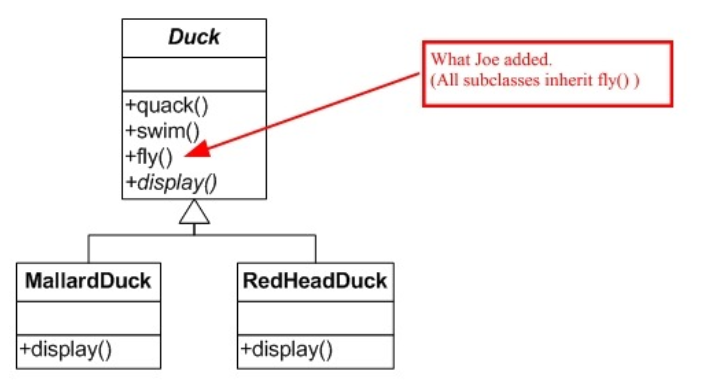 Duck
What Joe added.
(All subclasses inherit fly() )
+quack()
+swim()
+fly()
+display()
MallardDuck
RedHeadDuck
+display()
+display()